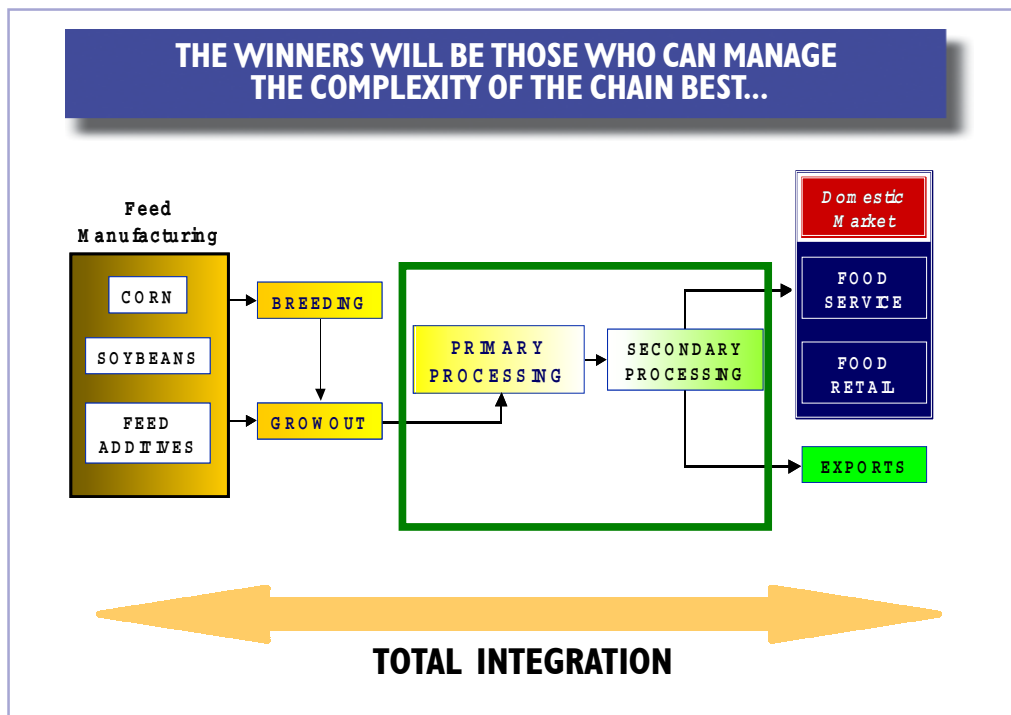 THE WINNERS WILL BE THOSE WHO CAN MANAGE
THE COMPLEXITY OF THE CHAIN BEST...
Feed
Manufacturing
CORN
SOYBEANS
FEED
ADDITIVES
BREEDING
GROWOUT
PRIMARY
PROCESSING
SECONDARY
PROCESSING
Domestic
Market
FOOD
SERVICE
FOOD
RETAIL
EXPORTS
TOTAL INTEGRATION